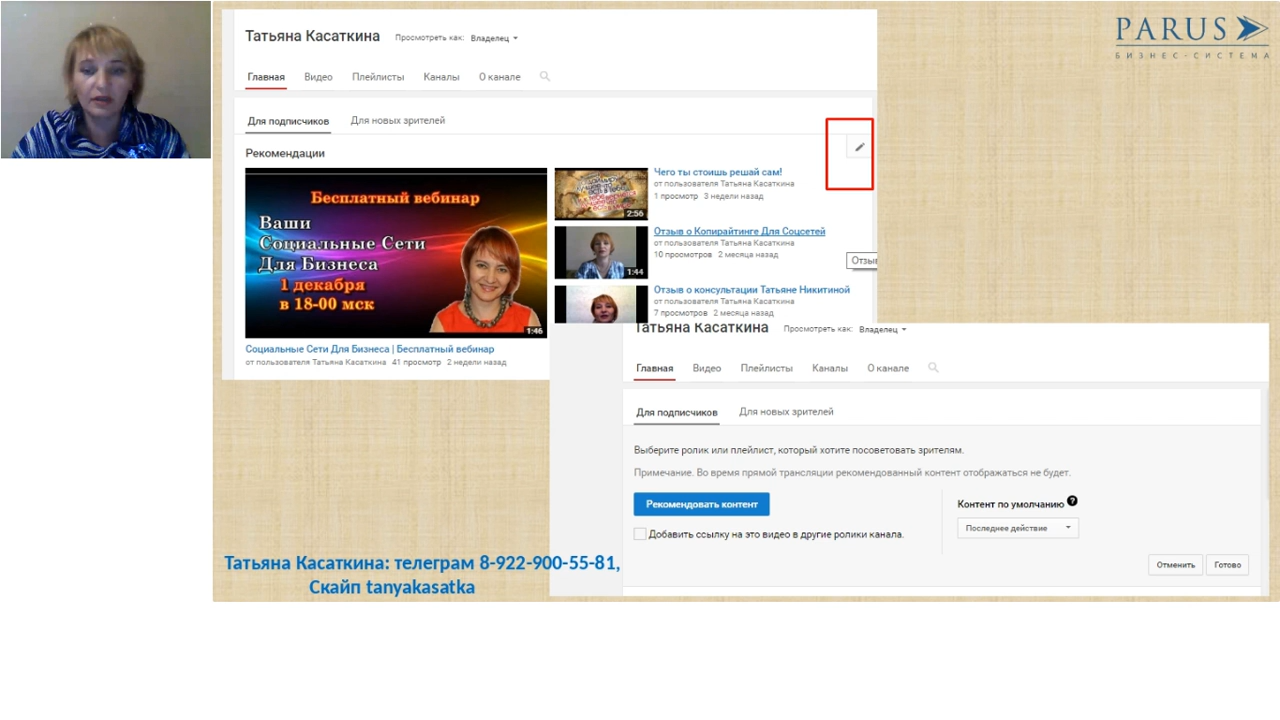 Татьяна Касаткина Просмотреть как: Владелец
Главная Видео Плейлисты Каналы О канале
Для подписчиков Для новых зрителей
Рекомендации
Бесплатный вебинар
Ваши
Социальные Сети
Для Бизнеса
1 декабря
в 18-00 мск
1:46
Социальные Сети Для Бизнеса | Бесплатный вебинар
от пользователя Татьяна Касаткина 41 просмотр 2 недели назад
2:56
Чего ты стоишь решай сам!
от пользователя Татьяна Касаткина
1 просмотр 3 недели назад
1:44
Отзыв о Копирайтинге Для Соцсетей
от пользователя Татьяна Касаткина
10 просмотров 2 месяца назад
Отзыв о консультации Татьяне Никитиной
от пользователя Татьяна Касаткина
7 просмотров 2 месяца назад
Отзыв
PARUS
БИЗНЕС-СИСТЕМА
Татьяна Касаткина Просмотреть как: Владелец
Главная Видео Плейлисты Каналы О канале
Для подписчиков Для новых зрителей
Выберите ролик или плейлист, который хотите посоветовать зрителям.
Примечание. Во время прямой трансляции рекомендованный контент отображаться не будет.
Рекомендовать контент
Добавить ссылку на это видео в другие ролики канала.
Контент по умолчанию ?
Последнее действие
Отменить Готово
Татьяна Касаткина: телеграм 8-922-900-55-81,
Скайп tanyakasatka